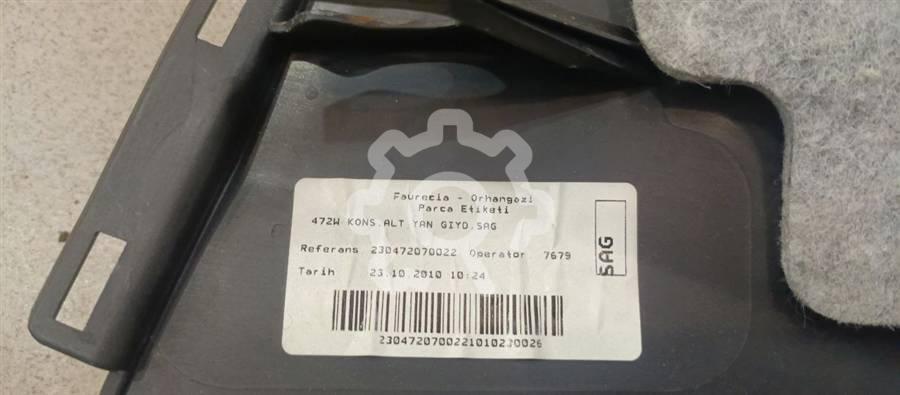 Faurecia - Orhangazi
Parca Etiketi
472W KONS.ALT.YAN GIYD.SAG
Referans 230472070022 Operator 7679
Tarih 23.10.2010 10:24
23047207002210102J0026
SAG